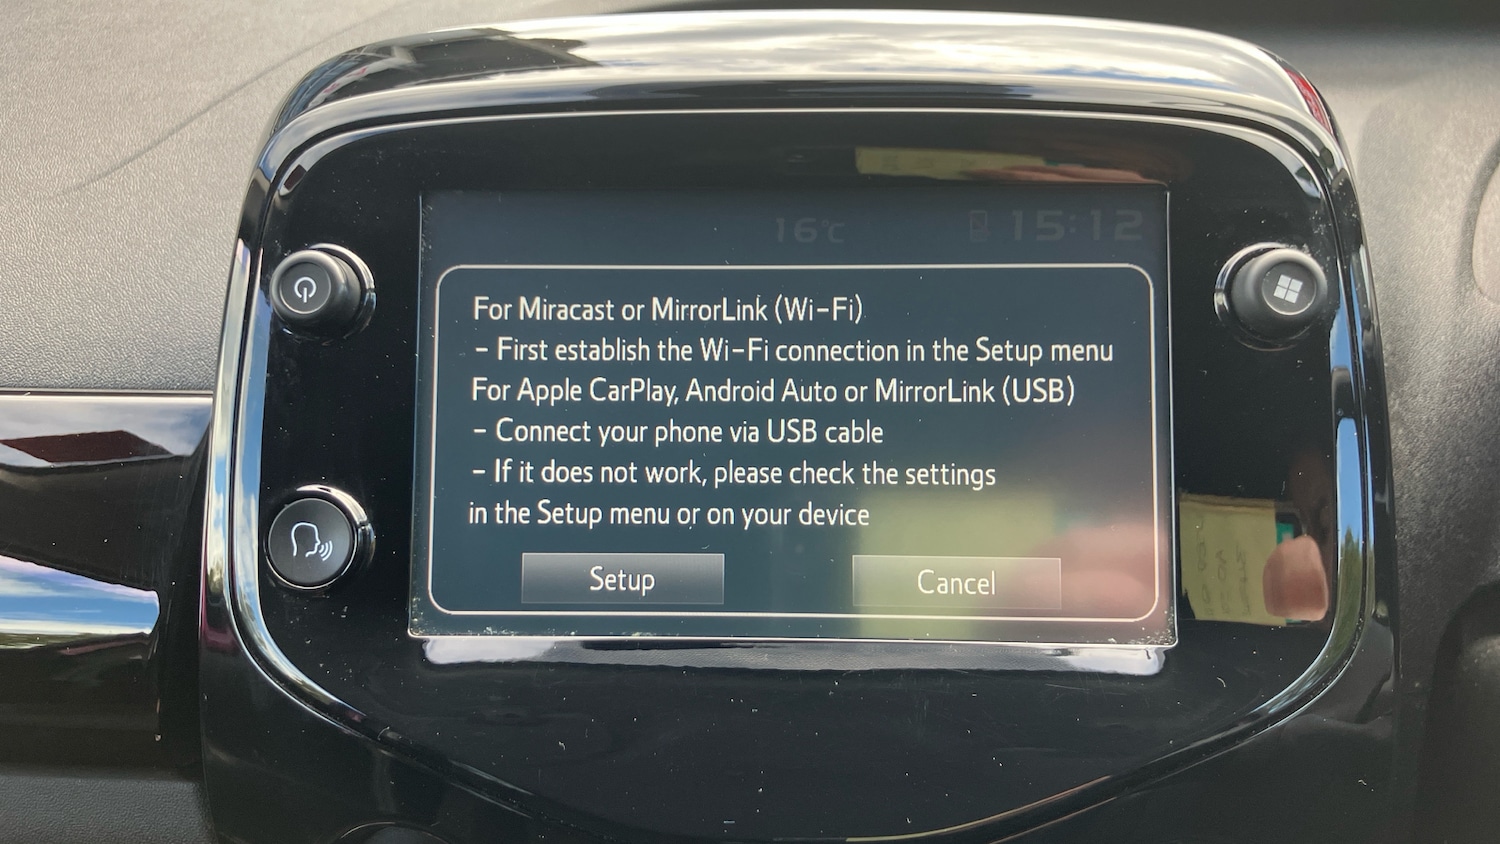 16°C 15:12
For Miracast or MirrorLink (Wi-Fi)
- First establish the Wi-Fi connection in the Setup menu
For Apple CarPlay, Android Auto or MirrorLink (USB)
- Connect your phone via USB cable
- If it does not work, please check the settings
in the Setup menu or on your device
Setup Cancel